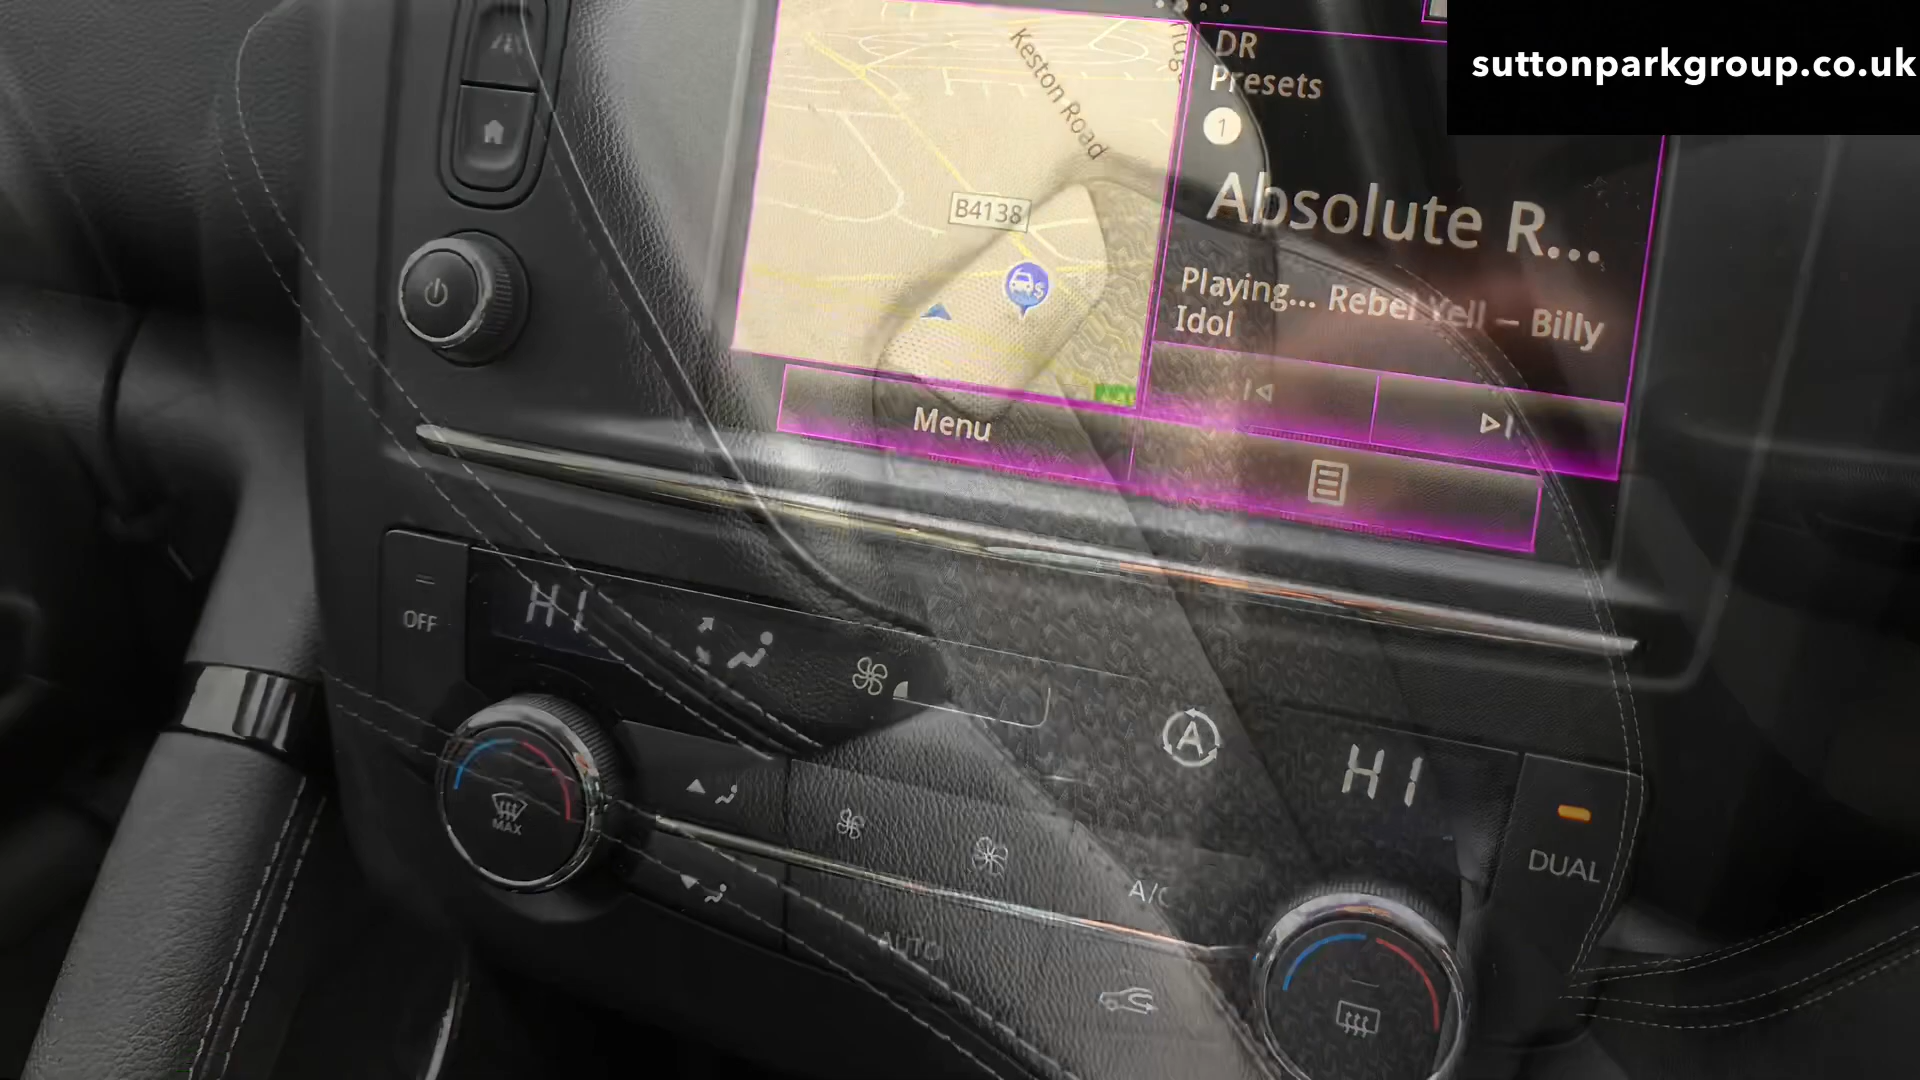 suttonparkgroup.co.uk
Keston Road
DR
Presets
1
Absolute R...
B4138
Playing... Rebel Yell – Billy
Idol
Menu
OFF
HI
A
HI
MAX
DUAL
A/C
AUTO